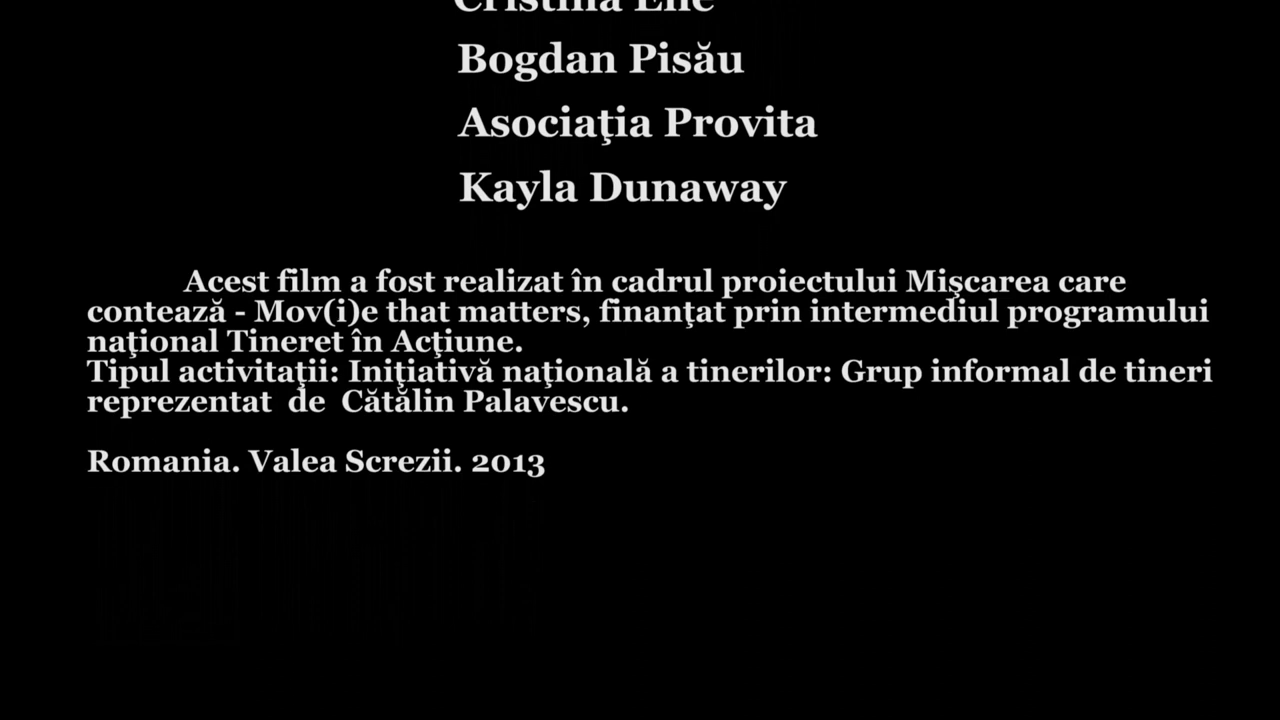 Cristina Ene
Bogdan Pisău
Asociaţia Provita
Kayla Dunaway
Acest film a fost realizat în cadrul proiectului Mişcarea care
contează - Mov(i)e that matters, finanţat prin intermediul programului
naţional Tineret în Acţiune.
Tipul activitaţii: Iniţiativă naţională a tinerilor: Grup informal de tineri
reprezentat de Cătălin Palavescu.
Romania. Valea Screzii. 2013